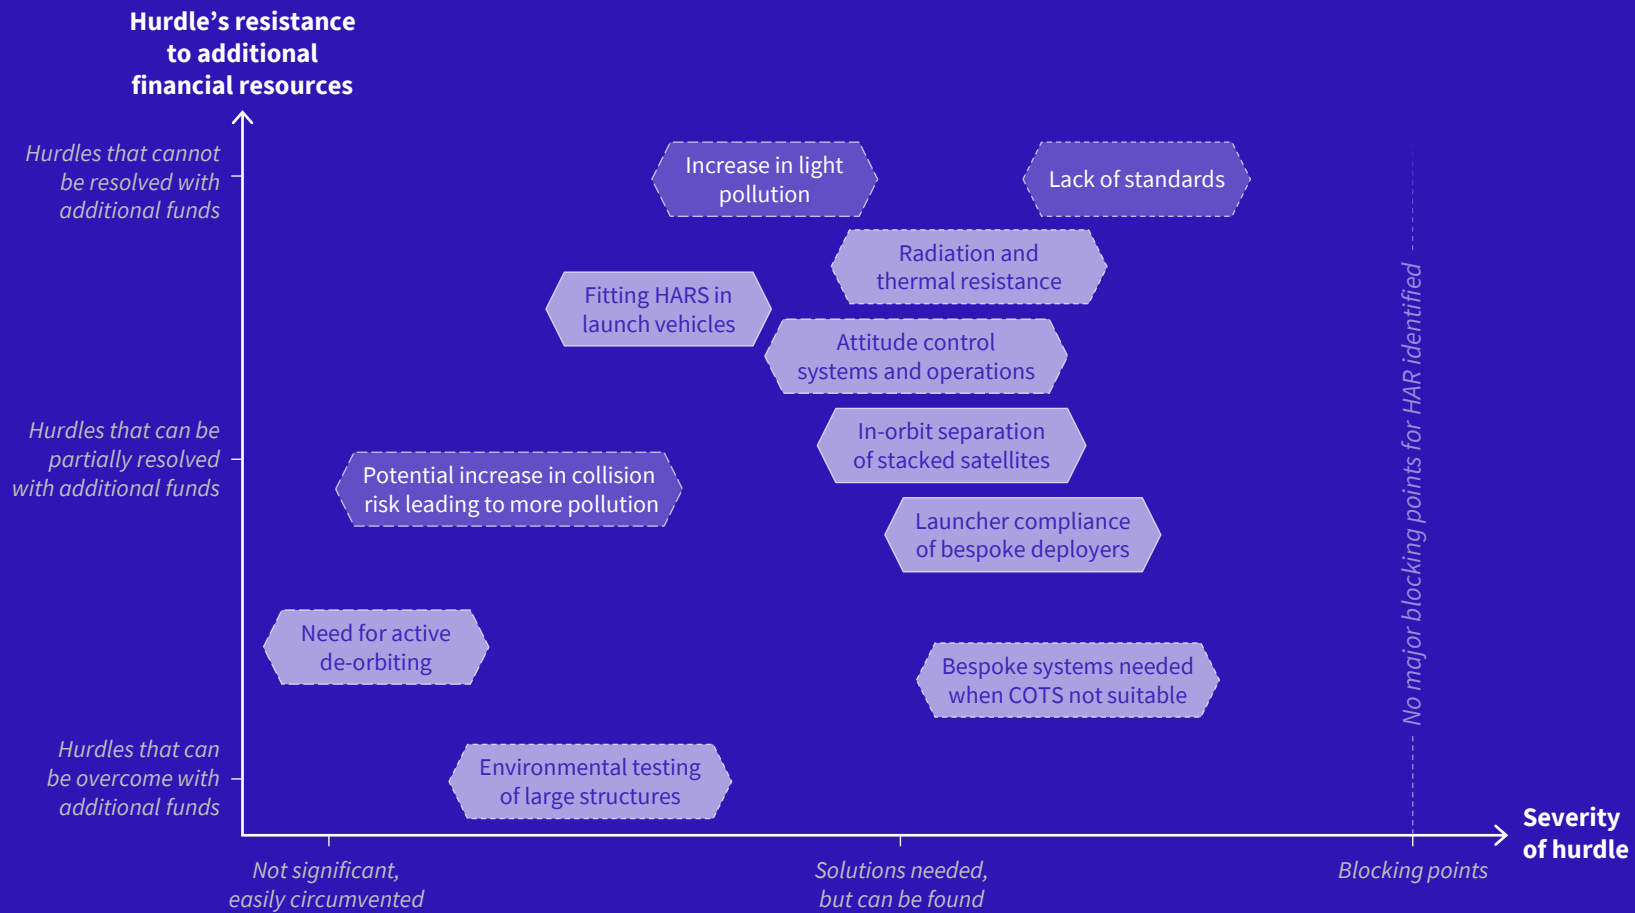 Hurdle’s resistance
to additional
financial resources
Hurdles that cannot
be resolved with
additional funds
Hurdles that can be
partially resolved
with additional funds
Hurdles that can
be overcome with
additional funds
Increase in light
pollution
Lack of standards
Radiation and
thermal resistance
Fitting HARS in
launch vehicles
Attitude control
systems and operations
In-orbit separation
of stacked satellites
Potential increase in collision
risk leading to more pollution
Launcher compliance
of bespoke deployers
Need for active
de-orbiting
Bespoke systems needed
when COTS not suitable
Environmental testing
of large structures
No major blocking points for HAR identified
Severity
of hurdle
Not significant,
easily circumvented
Solutions needed,
but can be found
Blocking points